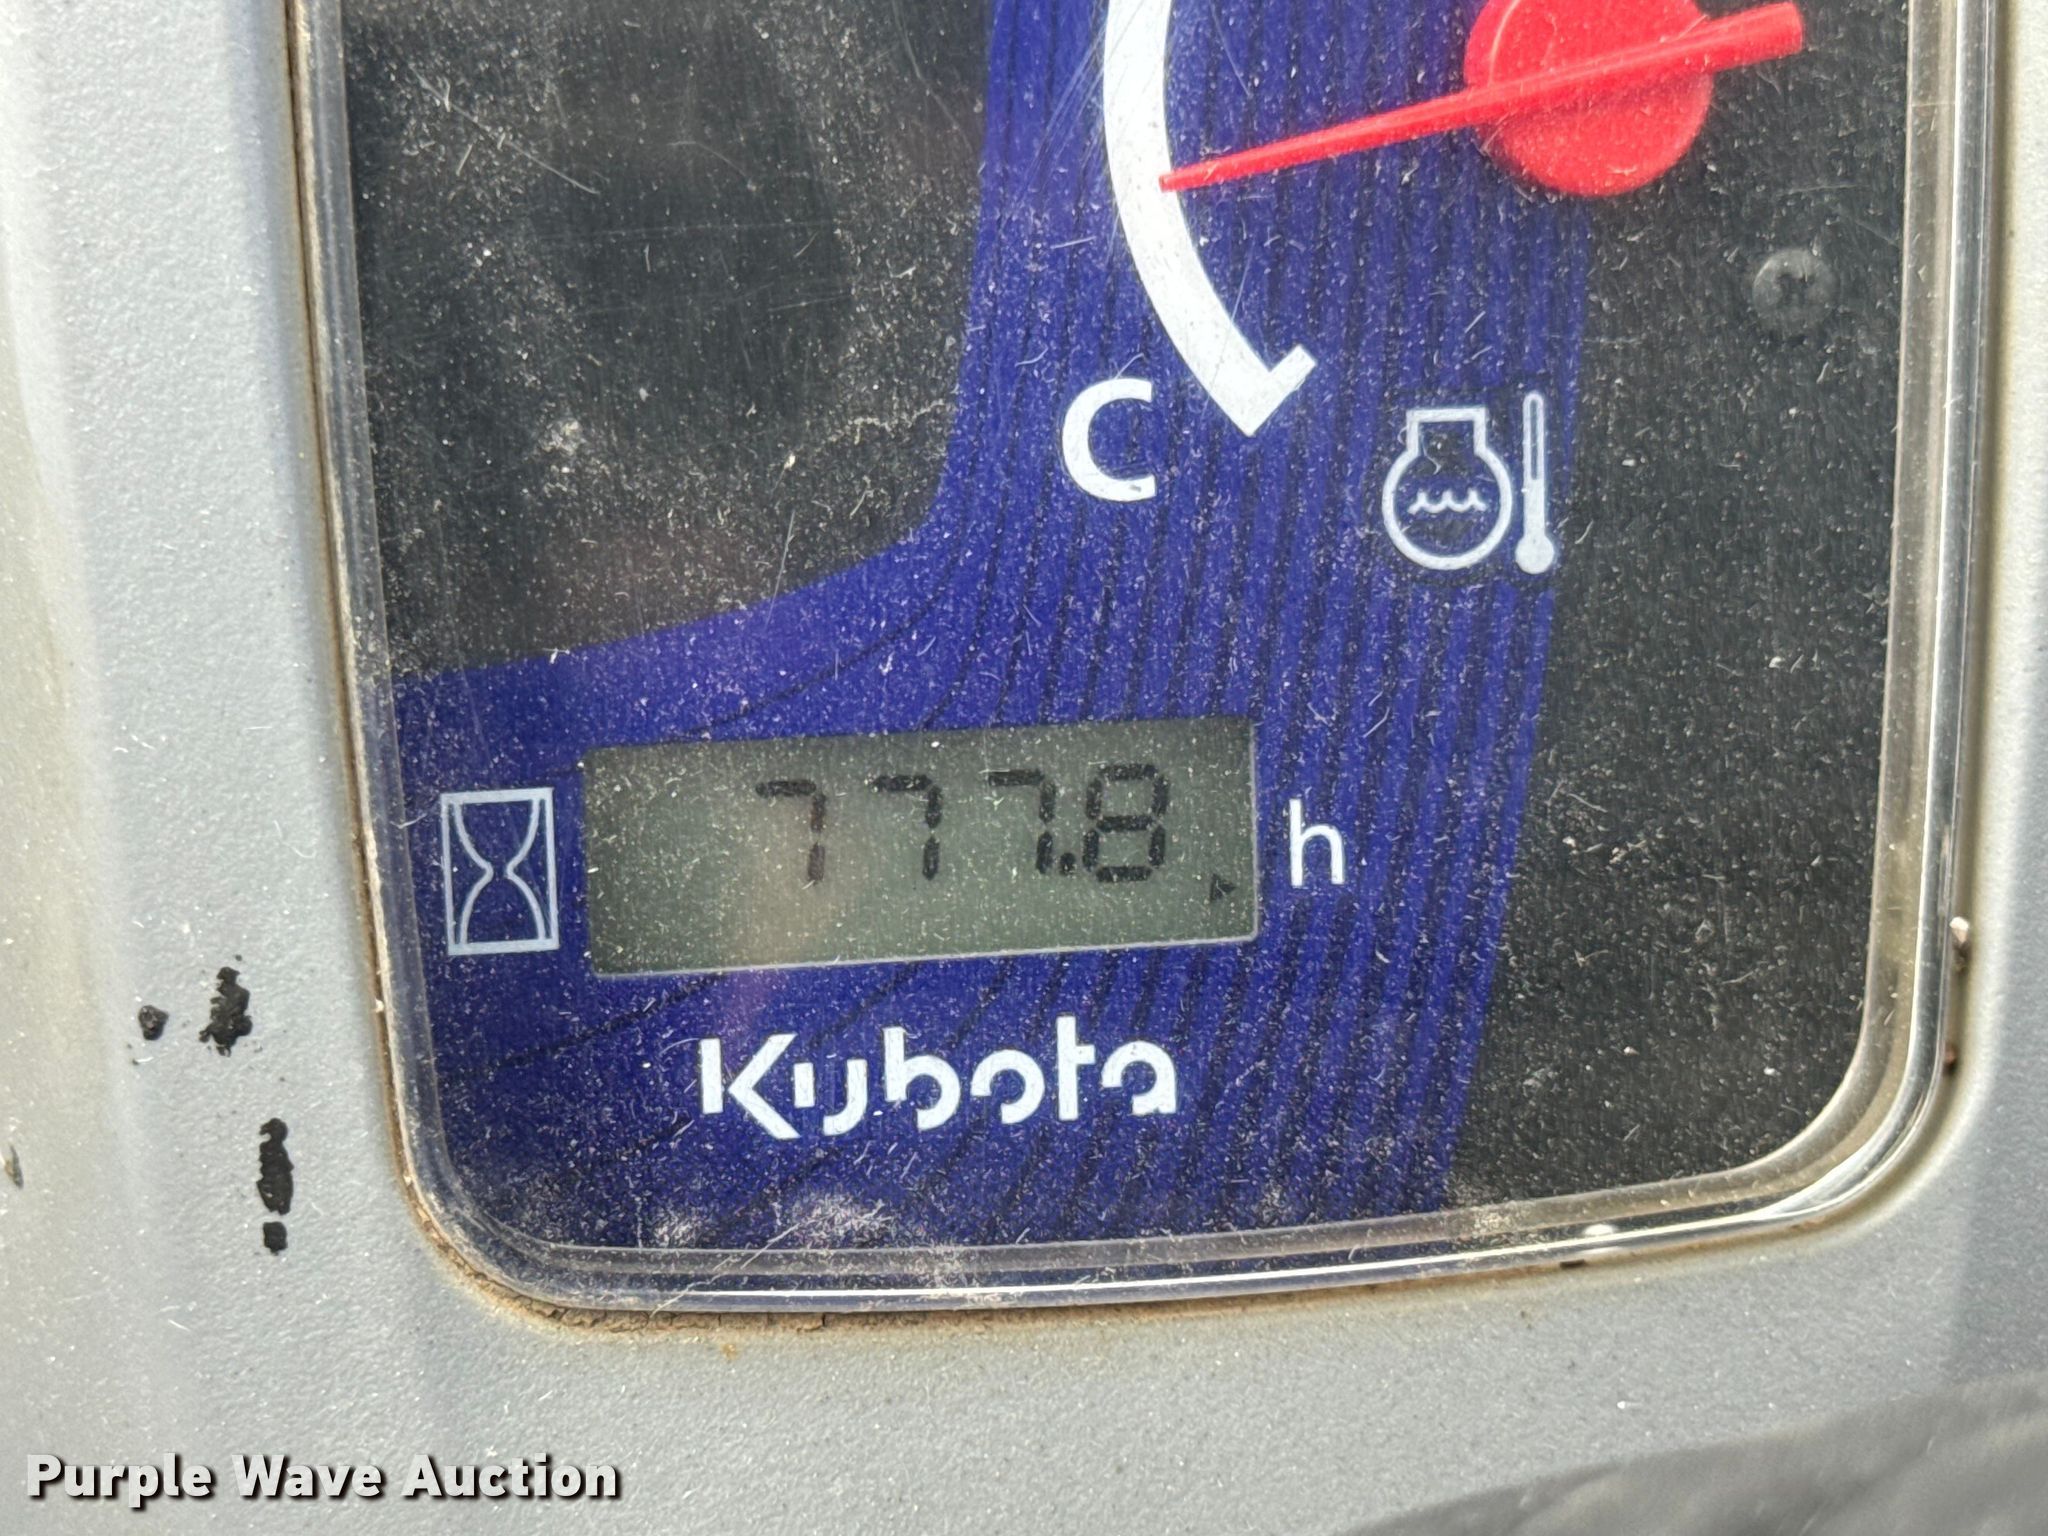 C
777.8 h
Kubota
Purple Wave Auction